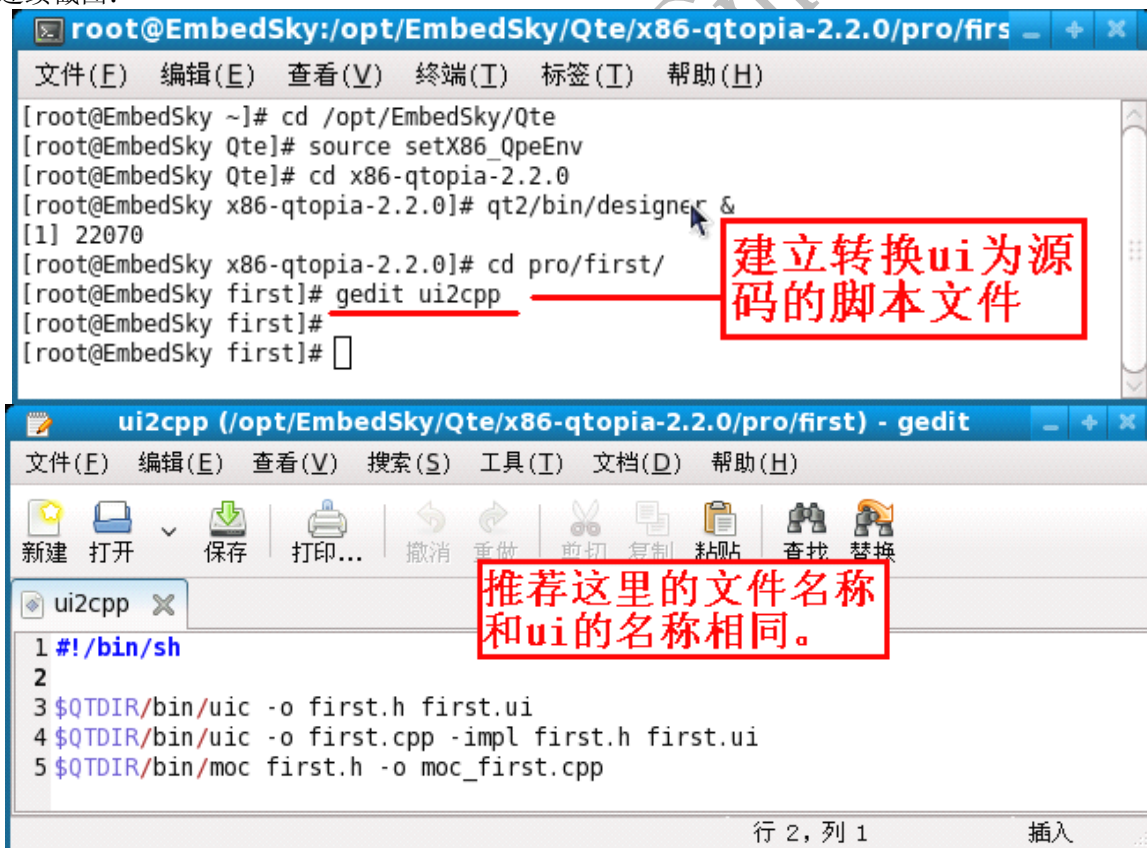 root@EmbedSky:/opt/EmbedSky/Qte/x86-qtopia-2.2.0/pro/firs
文件(F) 编辑(E) 查看(V) 终端(T) 标签(T) 帮助(H)
[root@EmbedSky ~]# cd /opt/EmbedSky/Qte
[root@EmbedSky Qte]# source setX86_QpeEnv
[root@EmbedSky Qte]# cd x86-qtopia-2.2.0
[root@EmbedSky x86-qtopia-2.2.0]# qt2/bin/designer &
[1] 22070
[root@EmbedSky x86-qtopia-2.2.0]# cd pro/first/
[root@EmbedSky first]# gedit ui2cpp
[root@EmbedSky first]#
[root@EmbedSky first]#
建立转换ui为源
码的脚本文件
ui2cpp (/opt/EmbedSky/Qte/x86-qtopia-2.2.0/pro/first) - gedit
文件(F) 编辑(E) 查看(V) 搜索(S) 工具(T) 文档(D) 帮助(H)
新建 打开 保存 打印... 撤消 重做 剪切 复制 粘贴 查找 替换
推荐这里的文件名称
和ui的名称相同。
ui2cpp
1 #!/bin/sh
2
3 $QTDIR/bin/uic -o first.h first.ui
4 $QTDIR/bin/uic -o first.cpp -impl first.h first.ui
5 $QTDIR/bin/moc first.h -o moc_first.cpp
行 2, 列 1 插入